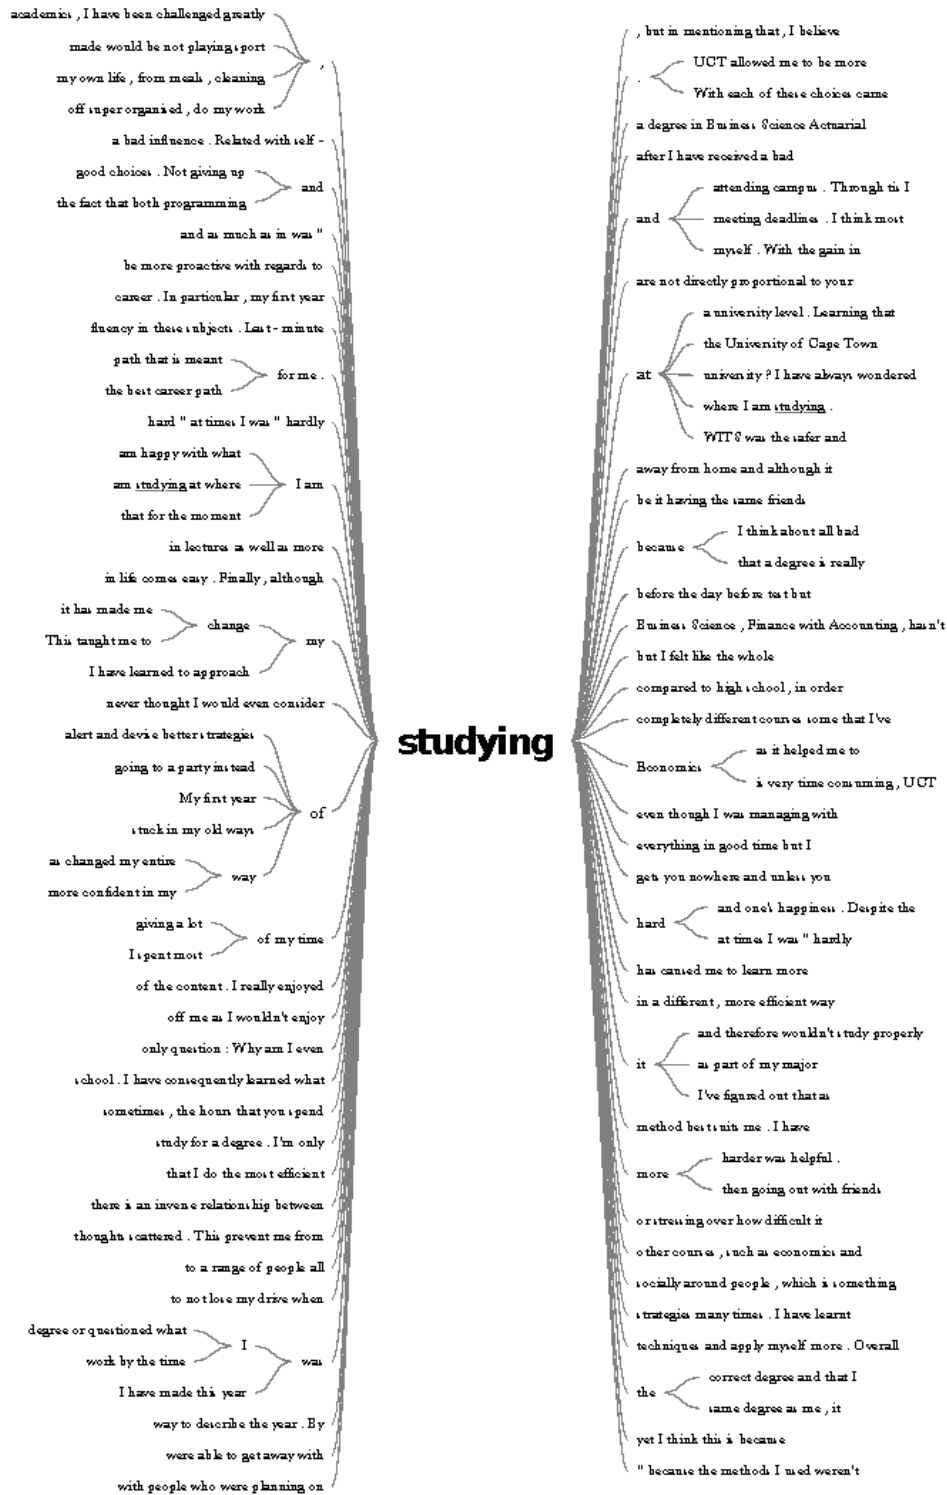 academics , I have been challenged greatly
made would be not playing sport
my own life , from meals , cleaning
off super organised , do my work
,
a bad influence . Related with self -
good choices . Not giving up
the fact that both programming
and
and as much as in was "
be more proactive with regards to
career . In particular , my first year
fluency in these subjects . Last - minute
path that is meant
the best career path
for me .
hard " at times I was " hardly
am happy with what
am studying at where
that for the moment
I am
in lectures as well as more
in life comes easy . Finally , although
it has made me
This taught me to
change
I have learned to approach
my
never thought I would even consider
alert and devise better strategies
going to a party instead
My first year
stuck in my old ways
as changed my entire
more confident in my
way
of
giving a lot
I spent most
of my time
of the content . I really enjoyed
off me as I wouldn't enjoy
only question : Why am I even
school . I have consequently learned what
sometimes , the hours that you spend
study for a degree . I'm only
that I do the most efficient
there is an inverse relationship between
thoughts scattered . This prevent me from
to a range of people all
to not lose my drive when
degree or questioned what
work by the time
I
I have made this year
was
way to describe the year . By
were able to get away with
with people who were planning on
studying
, but in mentioning that , I believe
.
UCT allowed me to be more
With each of these choices came
a degree in Business Science Actuarial
after I have received a bad
and
attending campus . Through tis I
meeting deadlines . I think most
myself . With the gain in
are not directly proportional to your
at
a university level . Learning that
the University of Cape Town
university ? I have always wondered
where I am studying .
WITS was the safer and
away from home and although it
be it having the same friends
because
I think about all bad
that a degree is really
before the day before test but
Business Science , Finance with Accounting , hasn't
but I felt like the whole
compared to high school , in order
completely different courses some that I've
Economics
as it helped me to
is very time consuming , UCT
even though I was managing with
everything in good time but I
gets you nowhere and unless you
hard
and one's happiness . Despite the
at times I was " hardly
has caused me to learn more
in a different , more efficient way
it
and therefore wouldn't study properly
as part of my major
I've figured out that as
method best suits me . I have
more
harder was helpful .
then going out with friends
or stressing over how difficult it
other courses , such as economics and
socially around people , which is something
strategies many times . I have learnt
techniques and apply myself more . Overall
the
correct degree and that I
same degree as me , it
yet I think this is because
" because the methods I used weren't